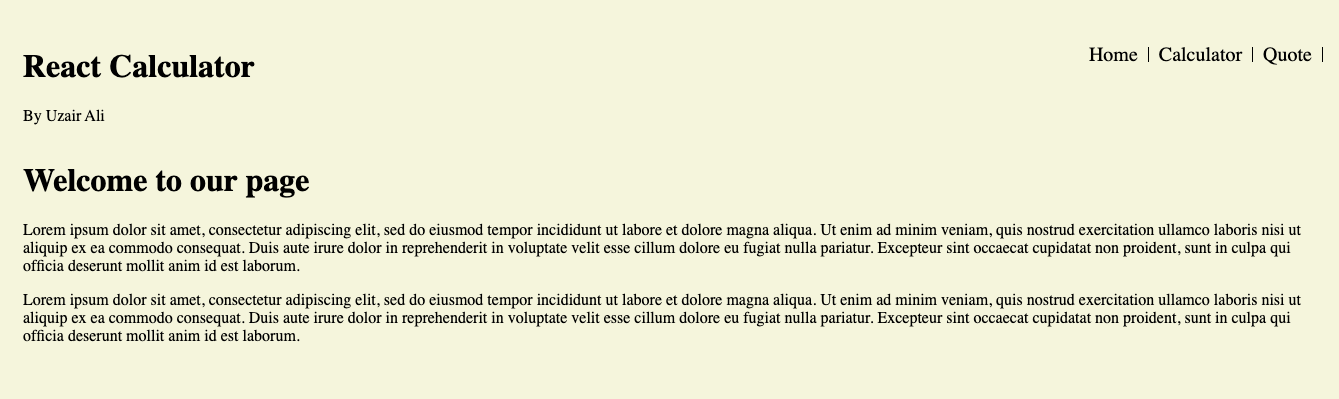 React Calculator
Home | Calculator | Quote |
By Uzair Ali
Welcome to our page
Lorem ipsum dolor sit amet, consectetur adipiscing elit, sed do eiusmod tempor incididunt ut labore et dolore magna aliqua. Ut enim ad minim veniam, quis nostrud exercitation ullamco laboris nisi ut
aliquip ex ea commodo consequat. Duis aute irure dolor in reprehenderit in voluptate velit esse cillum dolore eu fugiat nulla pariatur. Excepteur sint occaecat cupidatat non proident, sunt in culpa qui
officia deserunt mollit anim id est laborum.
Lorem ipsum dolor sit amet, consectetur adipiscing elit, sed do eiusmod tempor incididunt ut labore et dolore magna aliqua. Ut enim ad minim veniam, quis nostrud exercitation ullamco laboris nisi ut
aliquip ex ea commodo consequat. Duis aute irure dolor in reprehenderit in voluptate velit esse cillum dolore eu fugiat nulla pariatur. Excepteur sint occaecat cupidatat non proident, sunt in culpa qui
officia deserunt mollit anim id est laborum.